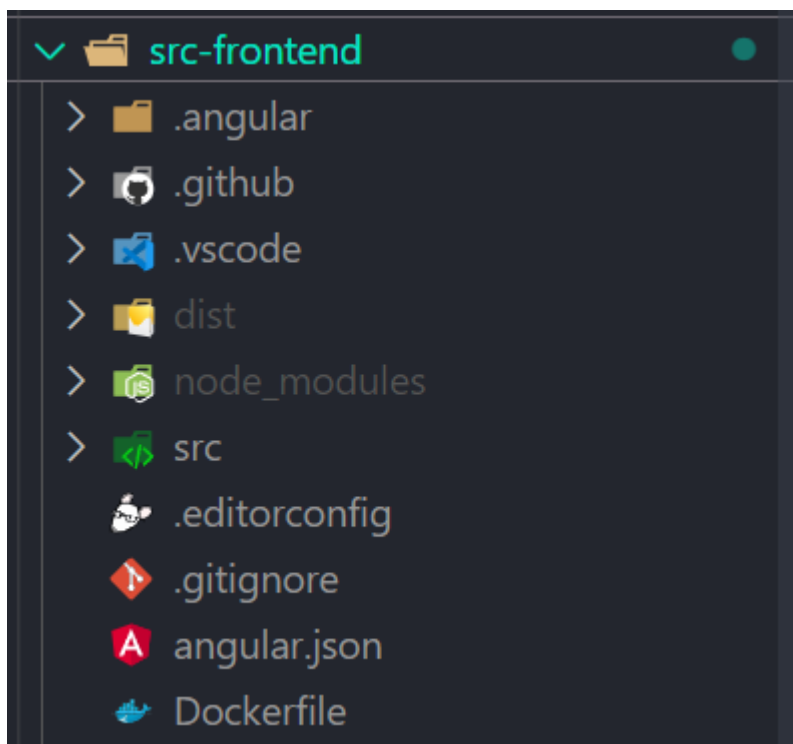 src-frontend
.angular
.github
.vscode
dist
node_modules
src
.editorconfig
.gitignore
angular.json
Dockerfile